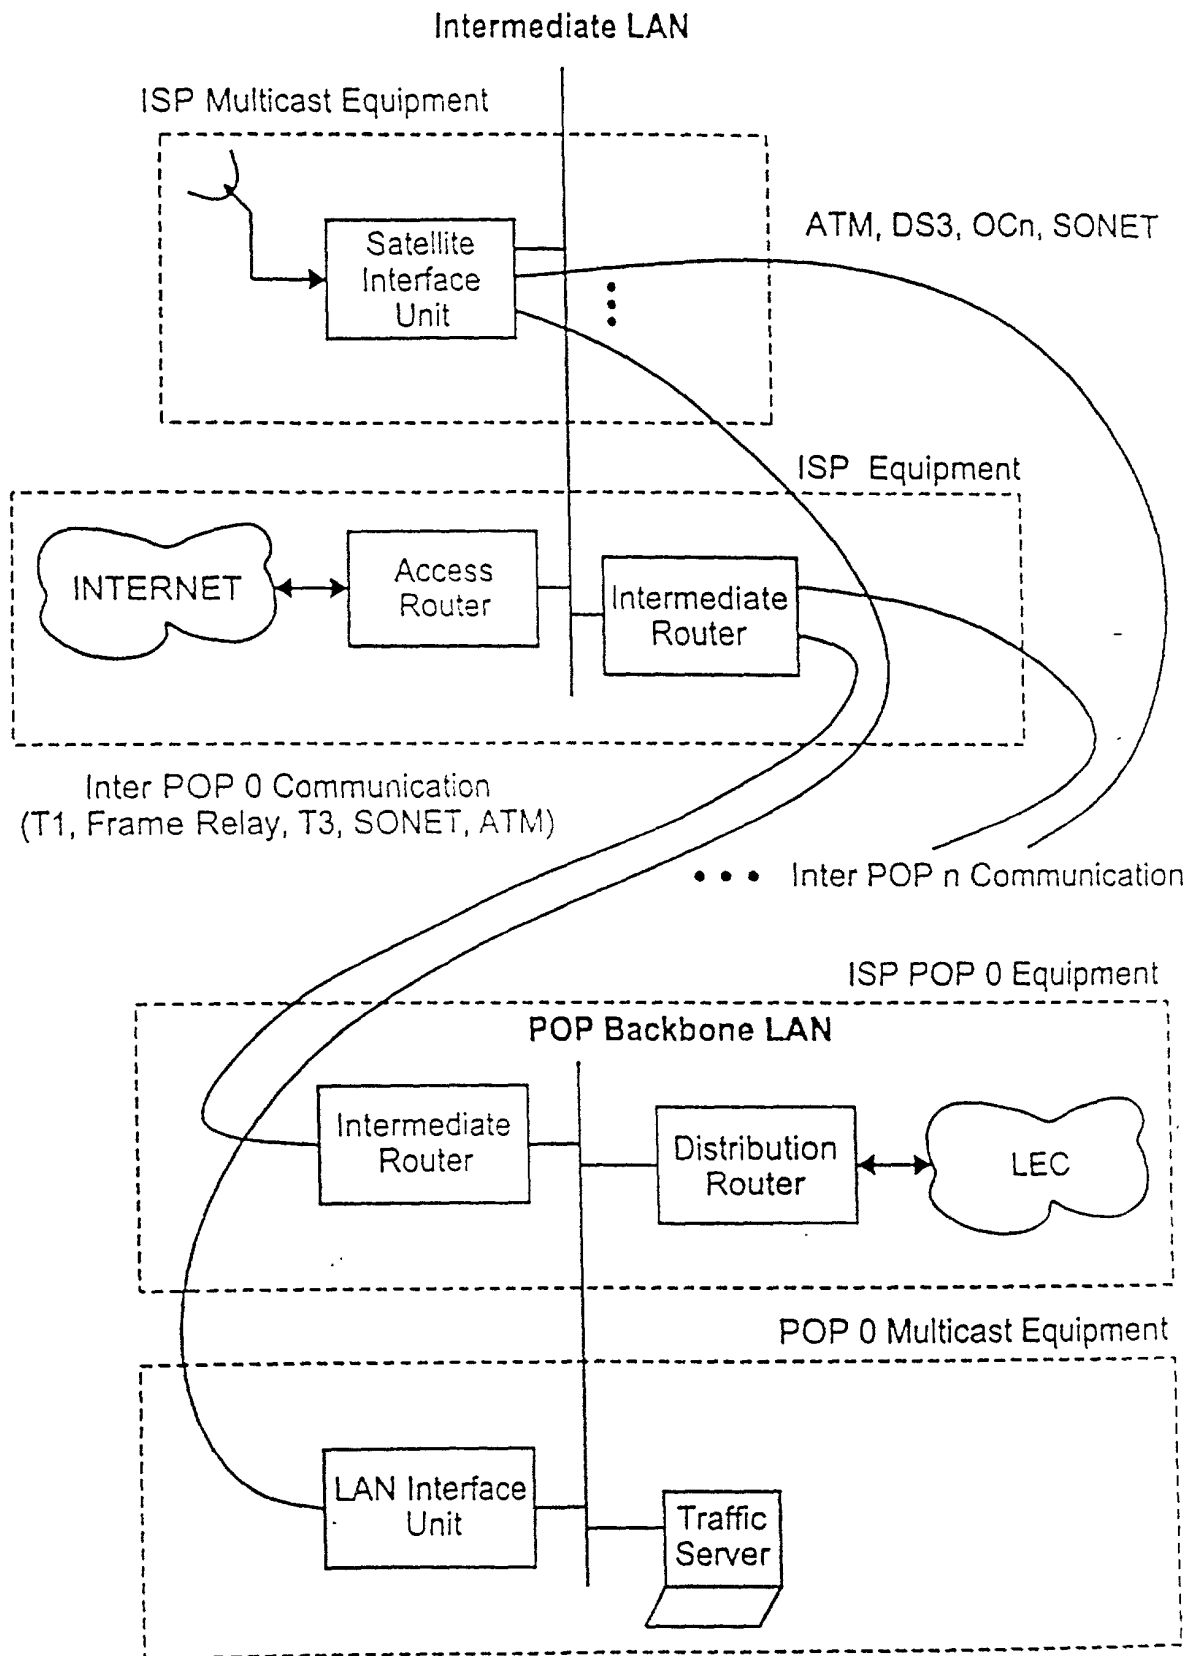 Intermediate LAN
ISP Multicast Equipment
ATM, DS3, OCn, SONET
Satellite
Interface
Unit
ISP Equipment
INTERNET
Access
Router
Intermediate
Router
Inter POP 0 Communication
(T1, Frame Relay, T3, SONET, ATM)
Inter POP n Communication
ISP POP 0 Equipment
POP Backbone LAN
Intermediate
Router
Distribution
Router
LEC
POP 0 Multicast Equipment
LAN Interface
Unit
Traffic
Server